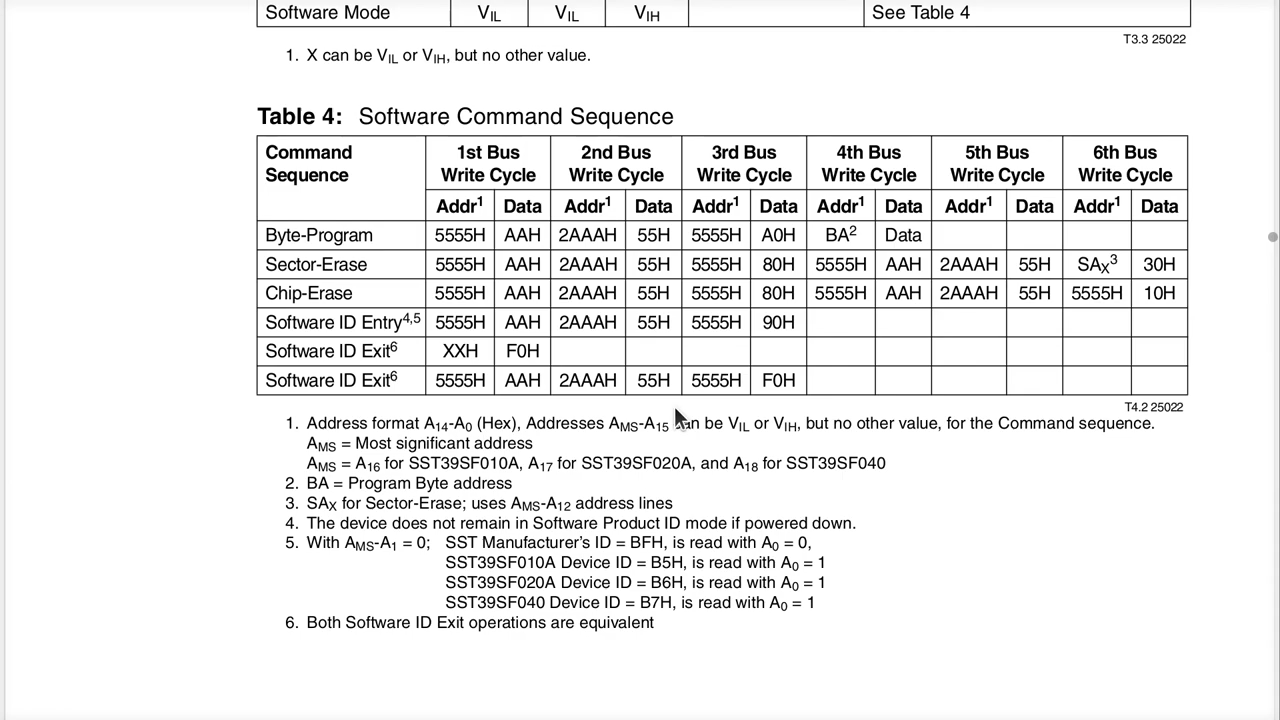 Software Mode VIL VIL VIH See Table 4
T3.3 25022
1. X can be VIL or VIH, but no other value.
Table 4: Software Command Sequence
Command Sequence 1st Bus Write Cycle 2nd Bus Write Cycle 3rd Bus Write Cycle 4th Bus Write Cycle 5th Bus Write Cycle 6th Bus Write Cycle
Addr1 Data Addr1 Data Addr1 Data Addr1 Data Addr1 Data Addr1 Data
Byte-Program 5555H AAH 2AAAH 55H 5555H A0H BA2 Data
Sector-Erase 5555H AAH 2AAAH 55H 5555H 80H 5555H AAH 2AAAH 55H SAX3 30H
Chip-Erase 5555H AAH 2AAAH 55H 5555H 80H 5555H AAH 2AAAH 55H 5555H 10H
Software ID Entry4,5 5555H AAH 2AAAH 55H 5555H 90H
Software ID Exit6 XXH F0H
Software ID Exit6 5555H AAH 2AAAH 55H 5555H F0H
T4.2 25022
1. Address format A14-A0 (Hex), Addresses AMS-A15 can be VIL or VIH, but no other value, for the Command sequence.
AMS = Most significant address
AMS = A16 for SST39SF010A, A17 for SST39SF020A, and A18 for SST39SF040
2. BA = Program Byte address
3. SAX for Sector-Erase; uses AMS-A12 address lines
4. The device does not remain in Software Product ID mode if powered down.
5. With AMS-A1 = 0; SST Manufacturer's ID = BFH, is read with A0 = 0,
SST39SF010A Device ID = B5H, is read with A0 = 1
SST39SF020A Device ID = B6H, is read with A0 = 1
SST39SF040 Device ID = B7H, is read with A0 = 1
6. Both Software ID Exit operations are equivalent